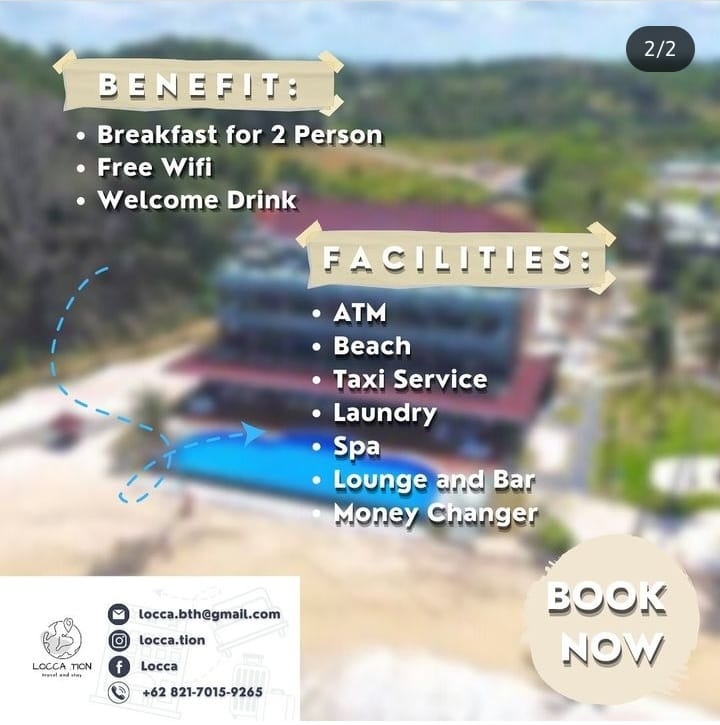 2/2
BENEFIT:
• Breakfast for 2 Person
• Free Wifi
• Welcome Drink
FACILITIES:
• ATM
• Beach
• Taxi Service
• Laundry
• Spa
• Lounge and Bar
• Money Changer
BOOK
NOW
LOCCA TION
travel and stay
locca.bth@gmail.com
locca.tion
Locca
+62 821-7015-9265